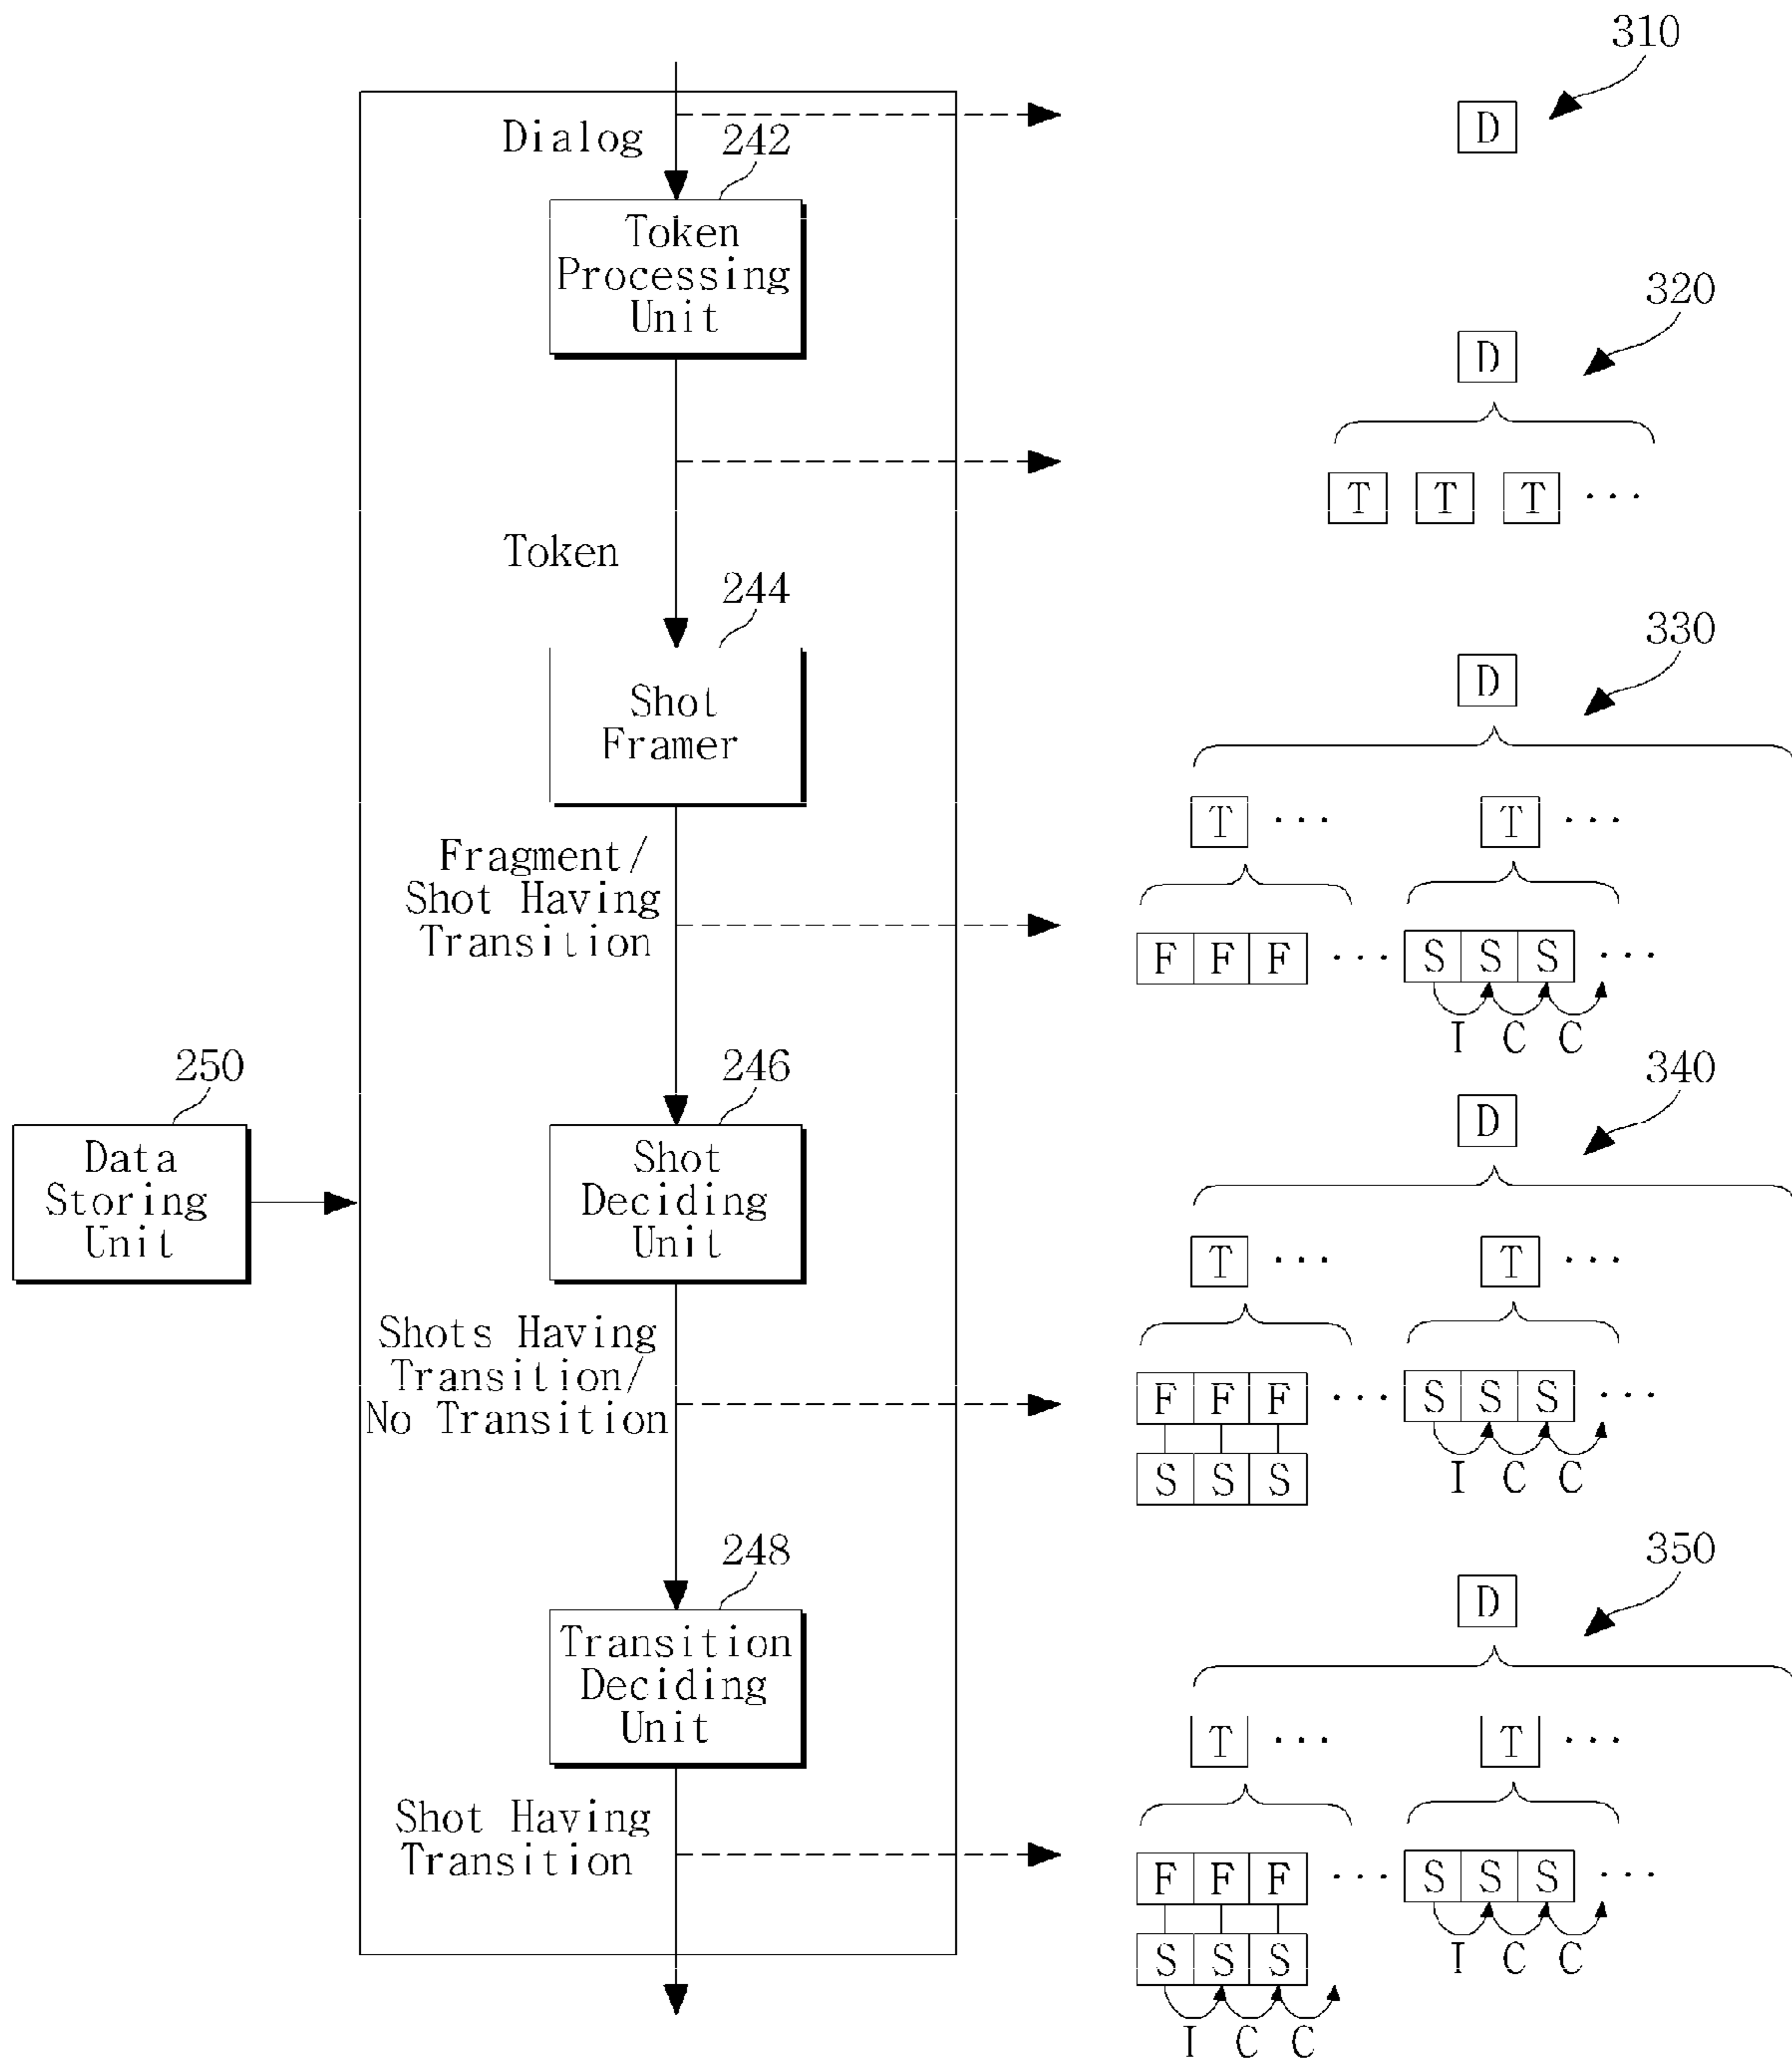 310
D
Dialog
242
Token
Processing
Unit
320
D
T T T ...
Token
244
Shot
Framer
330
D
T ... T ...
Fragment/
Shot Having
Transition
F F F ... S S S ...
I C C
250
Data
Storing
Unit
246
Shot
Deciding
Unit
340
D
T ... T ...
Shots Having
Transition/
No Transition
F F F ... S S S ...
S S S
I C C
248
Transition
Deciding
Unit
350
D
T ... T ...
Shot Having
Transition
F F F ... S S S ...
S S S
I C C
I C C